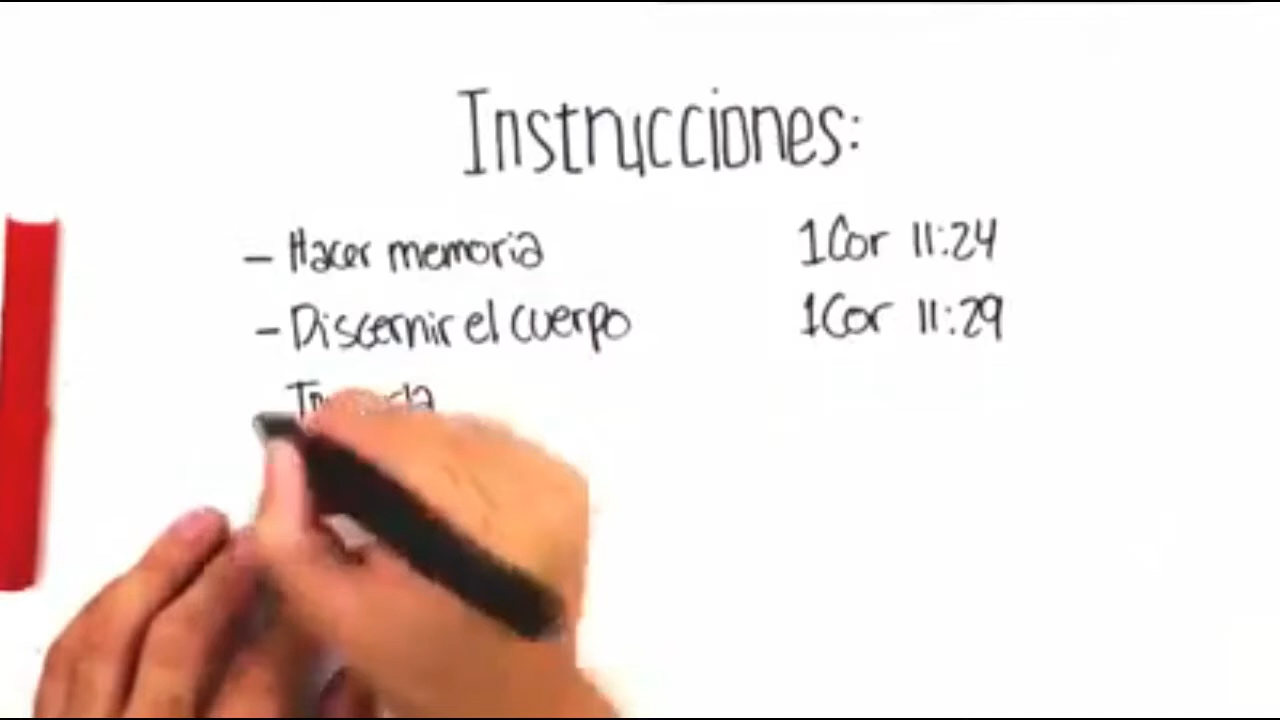 Instrucciones:
- Hacer memoria 1Cor 11:24
- Discernir el cuerpo 1Cor 11:29